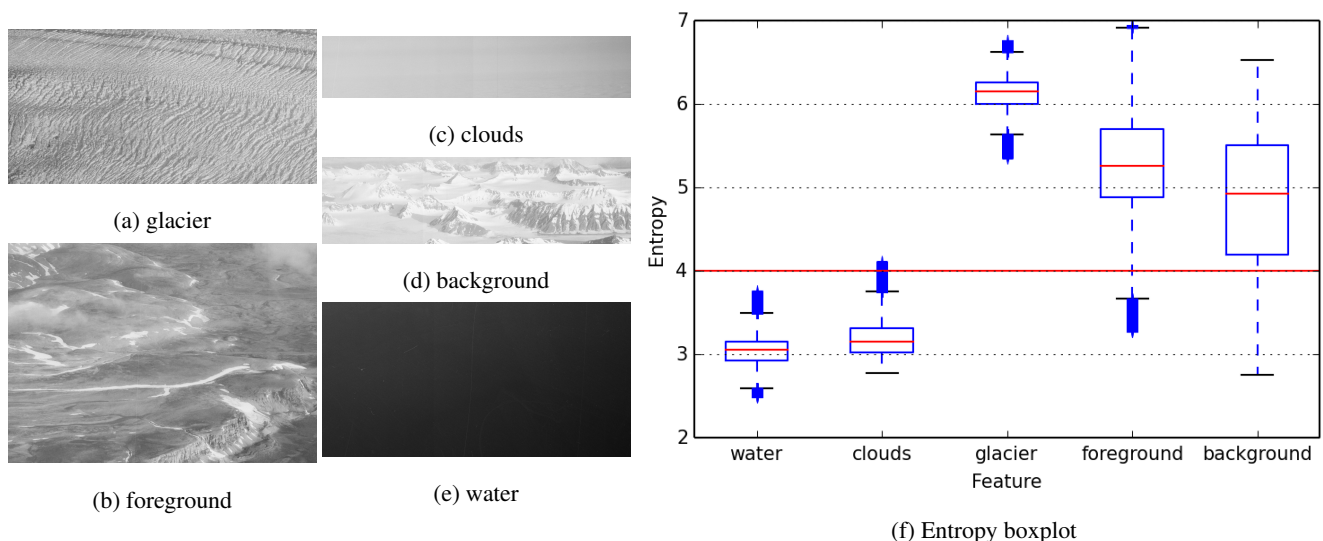 (a) glacier
(b) foreground
(c) clouds
(d) background
(e) water
7
6
5
4
3
2
Entropy
water clouds glacier foreground background
Feature
(f) Entropy boxplot